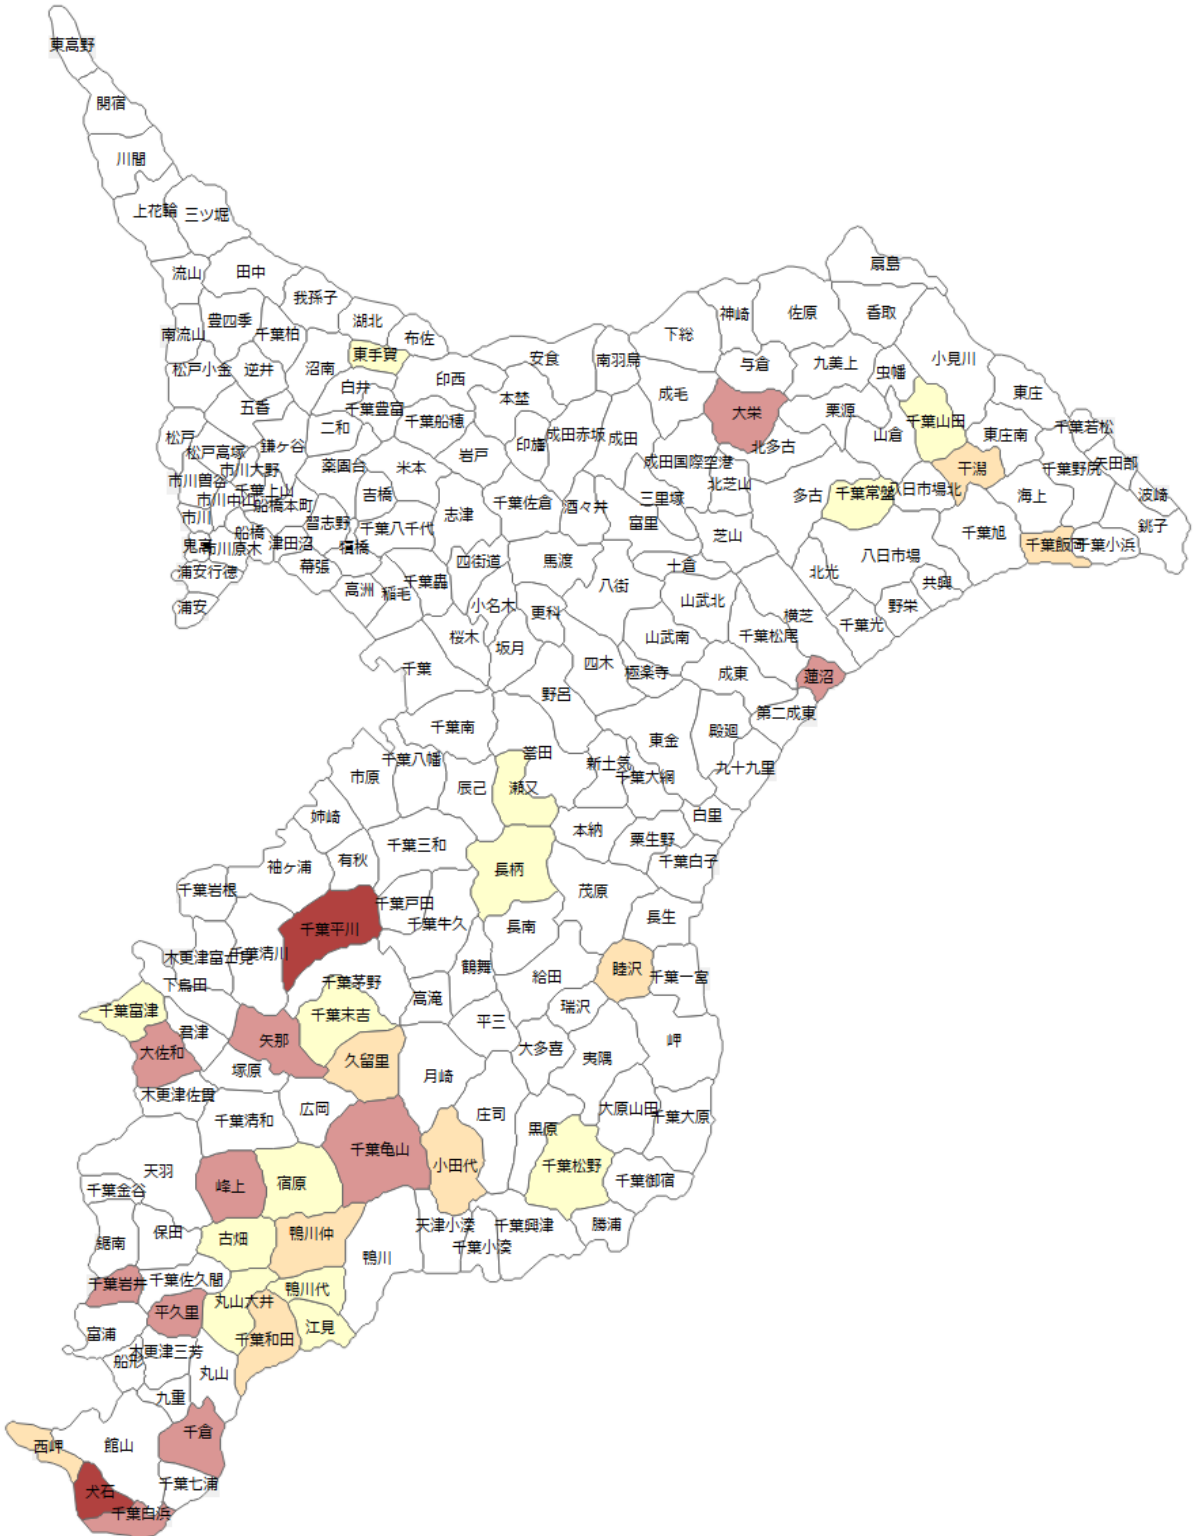 東高野
関宿
川間
上花輪
三ツ堀
扇島
流山
田中
我孫子
神崎
佐原
香取
南流山
豊四季
千葉柏
湖北
布佐
下総
松戸小金
逆井
沼南
東手賀
安食
南羽鳥
与倉
九美上
虫幡
小見川
白井
印西
本埜
成毛
大栄
栗源
東庄
五香
千葉豊富
千葉船穂
千葉山田
松戸
松戸高塚
鎌ヶ谷
二和
岩戸
印旛
成田赤坂
成田
北多古
山倉
東庄南
千葉若松
市川曽谷
市川大野
薬園台
米本
成田国際空港
干潟
千葉野尻
矢田部
市川中山
千葉上山
船橋本町
吉橋
志津
千葉佐倉
酒々井
三里塚
北芝山
多古
千葉常盤
八日市場北
海上
波崎
市川
船橋
習志野
千葉八千代
富里
芝山
千葉旭
銚子
鬼高
市川原木
津田沼
犢橋
千葉飯岡
千葉小浜
浦安行徳
幕張
四街道
馬渡
十倉
北光
八日市場
浦安
高洲
稲毛
千葉轟
小名木
更科
八街
山武北
共興
野栄
桜木
坂月
山武南
千葉松尾
横芝
千葉光
千葉
四木
極楽寺
成東
蓮沼
野呂
第二成東
千葉南
東金
殿廻
千葉八幡
誉田
新土気
千葉大網
九十九里
市原
辰己
瀬又
姉崎
本納
粟生野
白里
千葉三和
袖ヶ浦
有秋
長柄
千葉白子
千葉岩根
千葉戸田
茂原
千葉平川
千葉牛久
長南
長生
木更津富士見
千葉清川
千葉茅野
鶴舞
給田
睦沢
千葉一宮
下烏田
高滝
千葉富津
千葉末吉
瑞沢
君津
平三
大佐和
矢那
久留里
大多喜
夷隅
岬
塚原
月崎
木更津佐貫
広岡
千葉清和
庄司
黒原
大原山田
千葉大原
千葉亀山
天羽
峰上
宿原
小田代
千葉松野
千葉御宿
千葉金谷
鋸南
保田
古畑
鴨川仲
鴨川
天津小湊
千葉小湊
千葉興津
勝浦
千葉岩井
千葉佐久間
鴨川代
平久里
丸山大井
富浦
千葉和田
江見
船形
木更津三芳
丸山
九重
西岬
館山
千倉
犬石
千葉七浦
千葉白浜